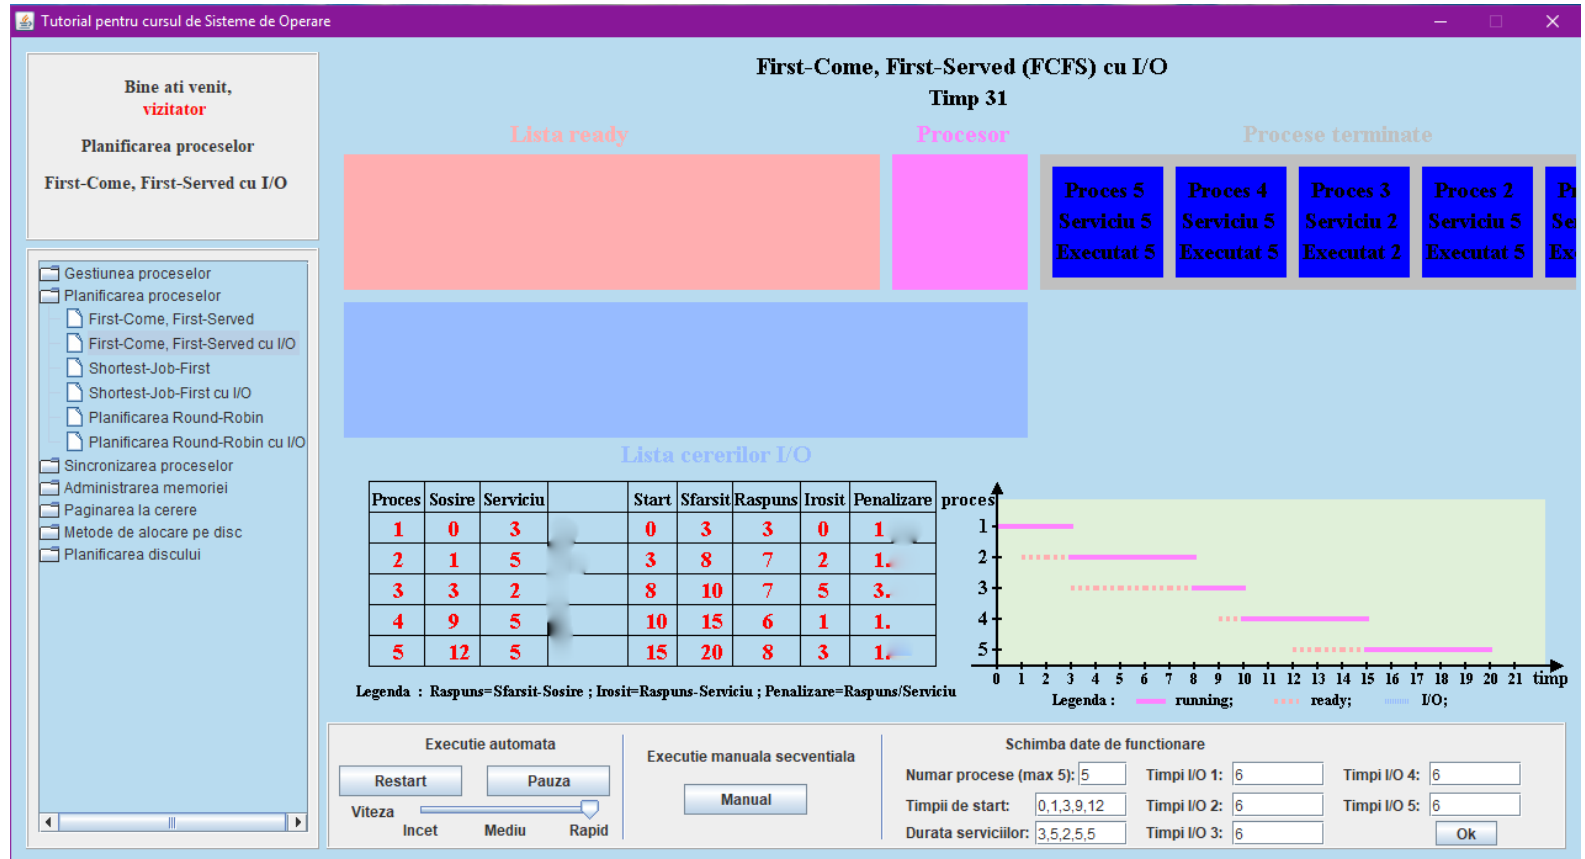 Tutorial pentru cursul de Sisteme de Operare
Bine ati venit,
vizitator
Planificarea proceselor
First-Come, First-Served cu I/O
Gestiunea proceselor
Planificarea proceselor
First-Come, First-Served
First-Come, First-Served cu I/O
Shortest-Job-First
Shortest-Job-First cu I/O
Planificarea Round-Robin
Planificarea Round-Robin cu I/O
Sincronizarea proceselor
Administrarea memoriei
Paginarea la cerere
Metode de alocare pe disc
Planificarea discului
First-Come, First-Served (FCFS) cu I/O
Timp 31
Lista ready Procesor Procese terminate
Proces 5 Proces 4 Proces 3 Proces 2
Serviciu 5 Serviciu 5 Serviciu 2 Serviciu 5
Executat 5 Executat 5 Executat 2 Executat 5
Lista cererilor I/O
Proces Sosire Serviciu Start Sfarsit Raspuns Irosit Penalizare
1 0 3 0 3 3 0 1
2 1 5 3 8 7 2 1.
3 3 2 8 10 7 5 3.
4 9 5 10 15 6 1 1.
5 12 5 15 20 8 3 1.
Legenda : Raspuns=Sfarsit-Sosire ; Irosit=Raspuns-Serviciu ; Penalizare=Raspuns/Serviciu
proces
1
2
3
4
5
0 1 2 3 4 5 6 7 8 9 10 11 12 13 14 15 16 17 18 19 20 21 timp
Legenda : running; ready; I/O;
Executie automata
Restart Pauza
Viteza
Incet Mediu Rapid
Executie manuala secventiala
Manual
Schimba date de functionare
Numar procese (max 5): 5 Timpi I/O 1: 6 Timpi I/O 4: 6
Timpii de start: 0,1,3,9,12 Timpi I/O 2: 6 Timpi I/O 5: 6
Durata serviciilor: 3,5,2,5,5 Timpi I/O 3: 6 Ok